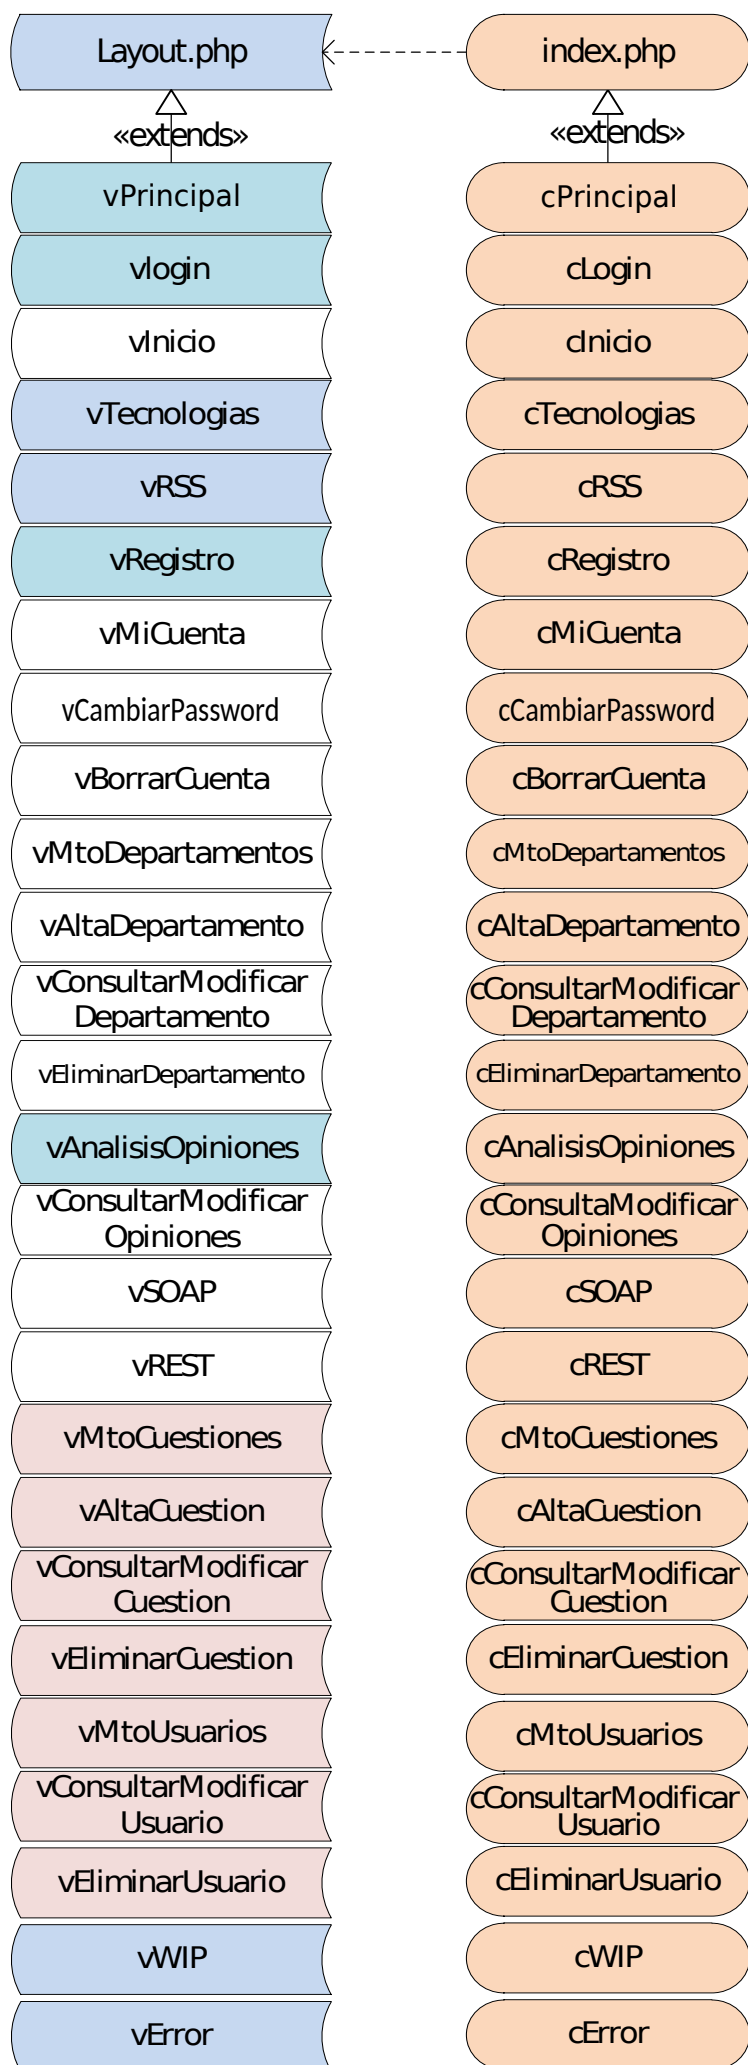 Layout.php
index.php
«extends»
«extends»
vPrincipal
cPrincipal
vlogin
cLogin
vInicio
cInicio
vTecnologias
cTecnologias
vRSS
cRSS
vRegistro
cRegistro
vMiCuenta
cMiCuenta
vCambiarPassword
cCambiarPassword
vBorrarCuenta
cBorrarCuenta
vMtoDepartamentos
cMtoDepartamentos
vAltaDepartamento
cAltaDepartamento
vConsultarModificar
Departamento
cConsultarModificar
Departamento
vEliminarDepartamento
cEliminarDepartamento
vAnalisisOpiniones
cAnalisisOpiniones
vConsultarModificar
Opiniones
cConsultaModificar
Opiniones
vSOAP
cSOAP
vREST
cREST
vMtoCuestiones
cMtoCuestiones
vAltaCuestion
cAltaCuestion
vConsultarModificar
Cuestion
cConsultarModificar
Cuestion
vEliminarCuestion
cEliminarCuestion
vMtoUsuarios
cMtoUsuarios
vConsultarModificar
Usuario
cConsultarModificar
Usuario
vEliminarUsuario
cEliminarUsuario
vWIP
cWIP
vError
cError